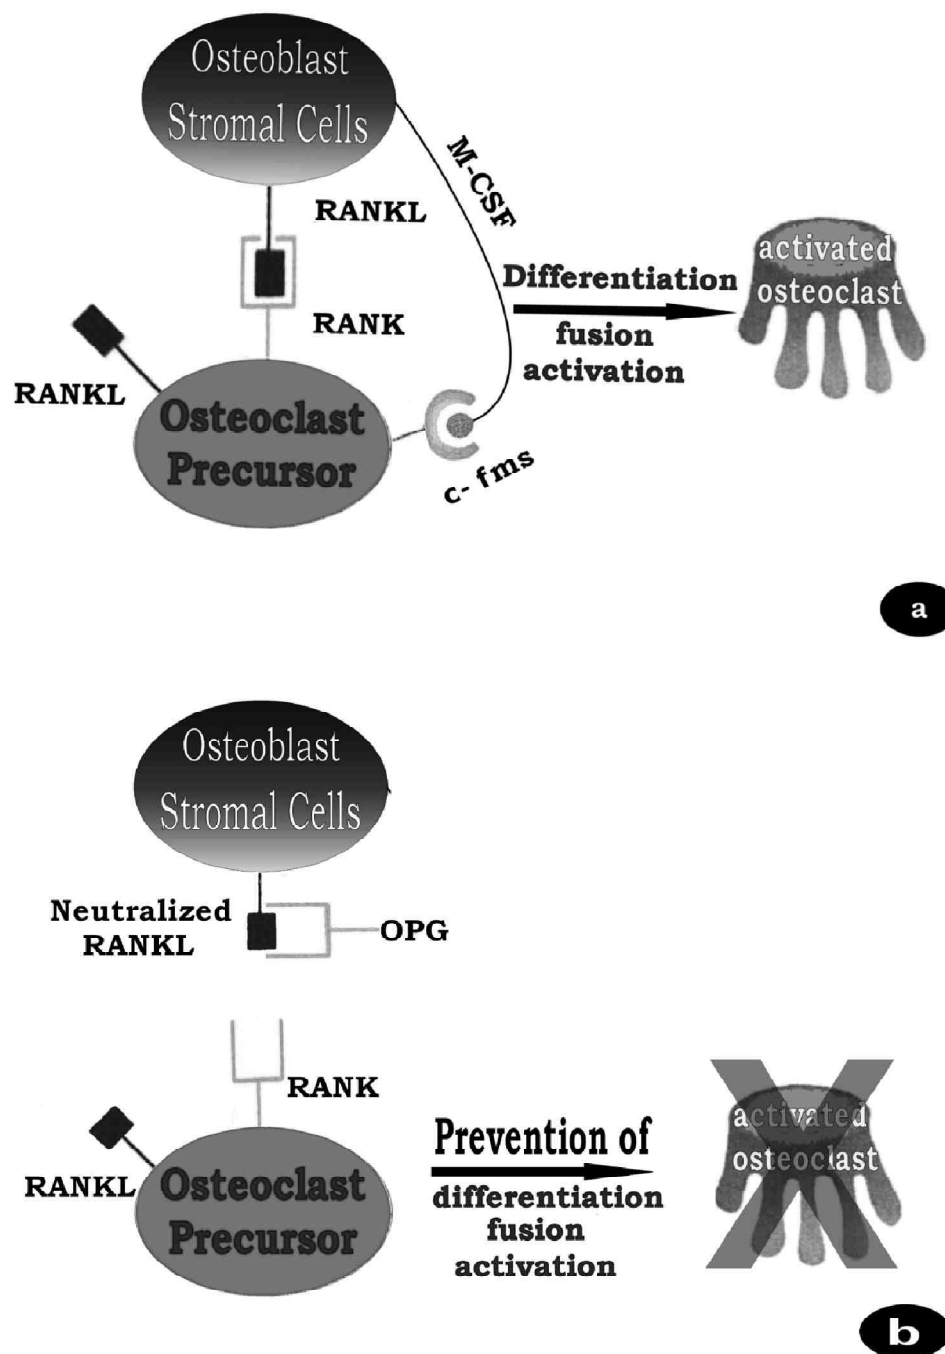 Osteoblast
Stromal Cells
M-CSF
RANKL
RANK
RANKL
Osteoclast
Precursor
c- fms
Differentiation
fusion
activation
activated
osteoclast
a
Osteoblast
Stromal Cells
Neutralized
RANKL
OPG
RANK
RANKL
Osteoclast
Precursor
Prevention of
differentiation
fusion
activation
activated
osteoclast
b